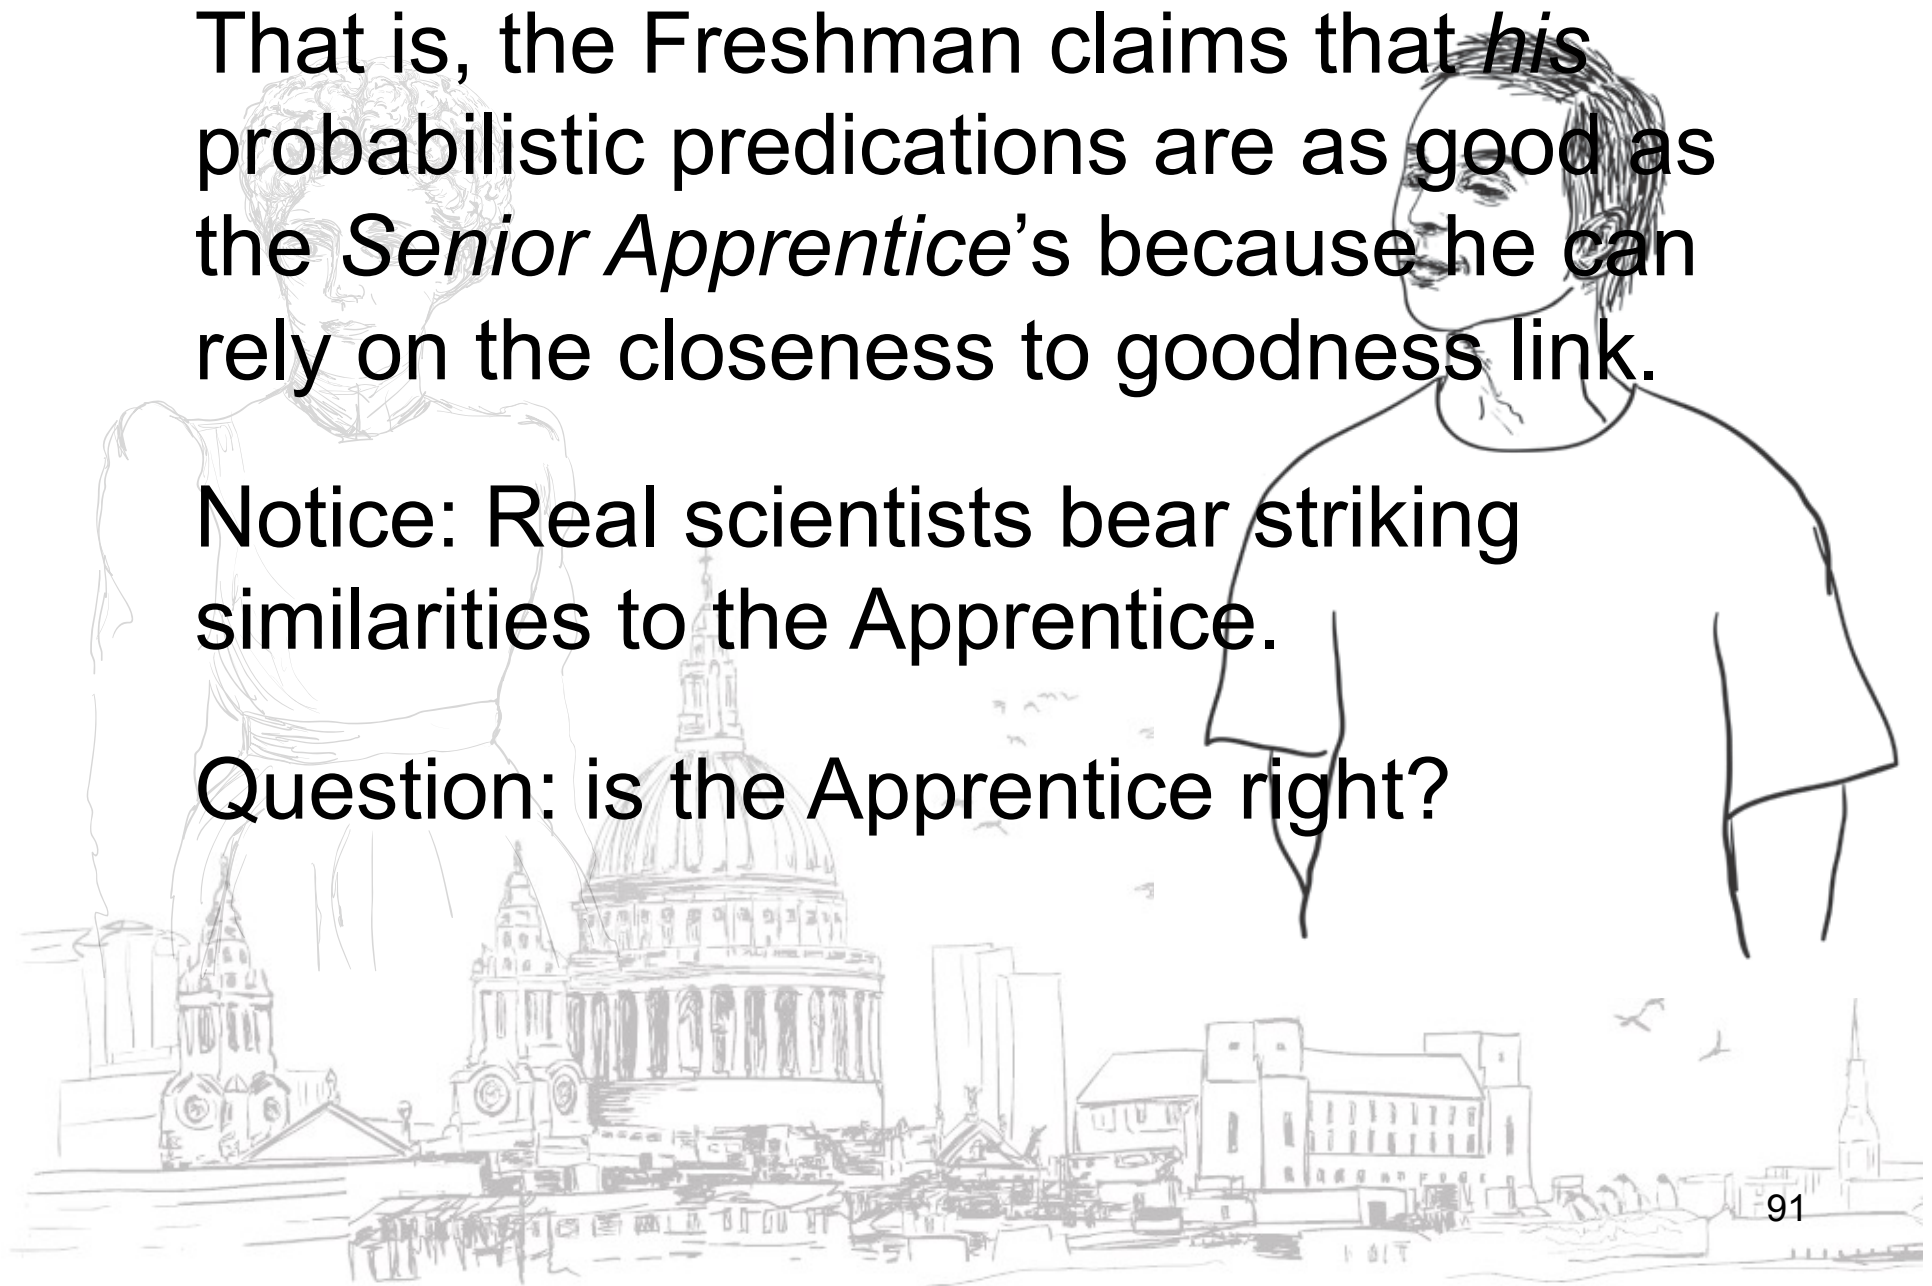 That is, the Freshman claims that his
probabilistic predications are as good as
the Senior Apprentice’s because he can
rely on the closeness to goodness link.
Notice: Real scientists bear striking
similarities to the Apprentice.
Question: is the Apprentice right?
91